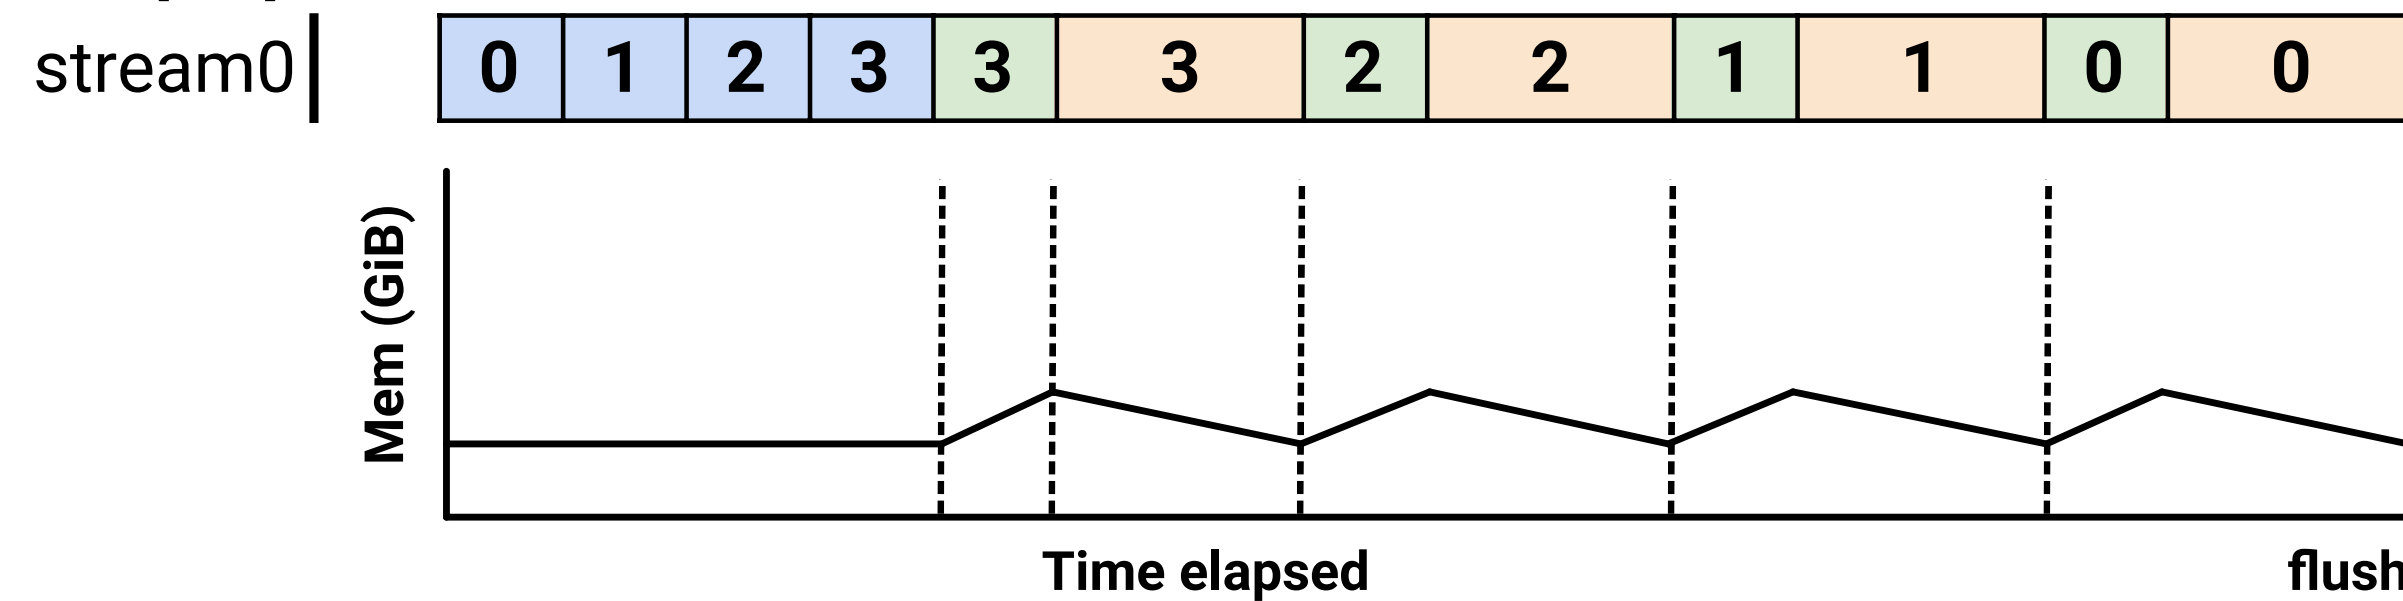 stream0 0 1 2 3 3 3 2 2 1 1 0 0
Mem (GiB)
Time elapsed
flush